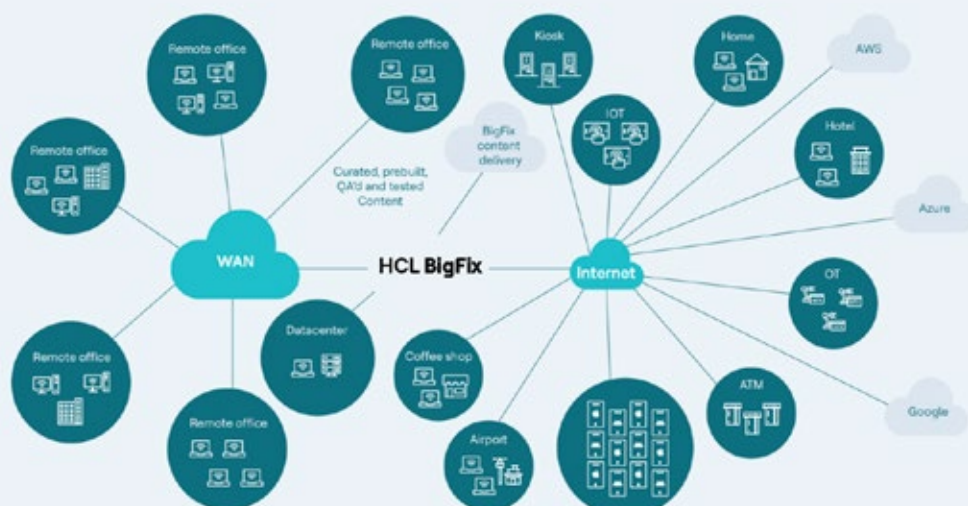 Remote office
Remote office
Kiosk
Home
AWS
IOT
BigFix
content
delivery
Hotel
Remote office
Curated, prebuilt,
QA'd and tested
Content
Azure
WAN
HCL BigFix
Internet
OT
Datacenter
Remote office
Coffee shop
ATM
Google
Remote office
Airport